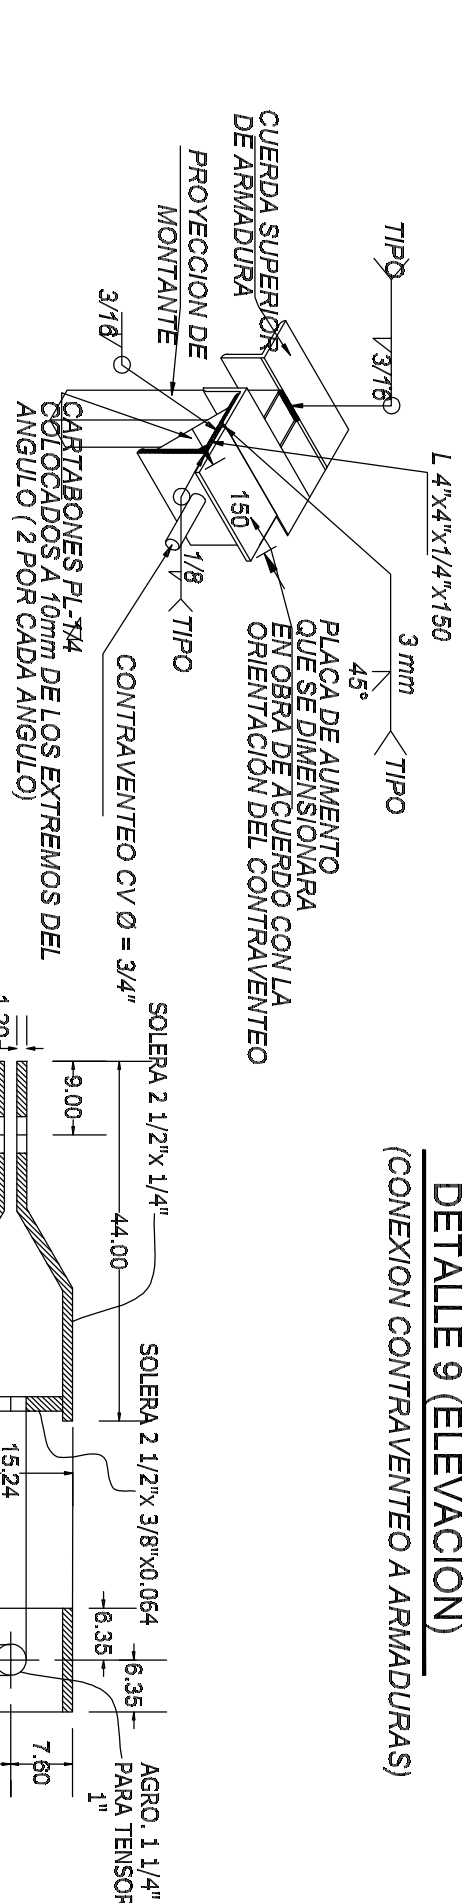 DETALLE 9 (ELEVACION)
(CONEXION CONTRAVENTEO A ARMADURAS)
TIPO
3/16
CUERDA SUPERIOR
DE ARMADURA
PROYECCION DE
MONTANTE
3/16
L 4"x4"x1/4"x150
3 mm
45°
TIPO
150
1/8
TIPO
PLACA DE AUMENTO
QUE SE DIMENSIONARA
EN OBRA DE ACUERDO CON LA
ORIENTACIÓN DEL CONTRAVENTEO
CONTRAVENTEO CV Ø = 3/4"
CARTABONES
COLOCADOS A 10mm DE LOS EXTREMOS DEL
ANGULO ( 2 POR CADA ANGULO)
SOLERA 2 1/2"x 1/4"
SOLERA 2 1/2"x 3/8"x0.064
AGRO. 1 1/4"
PARA TENSOR
1"
44.00
9.00
1.20
15.24
6.35
6.35
7.60